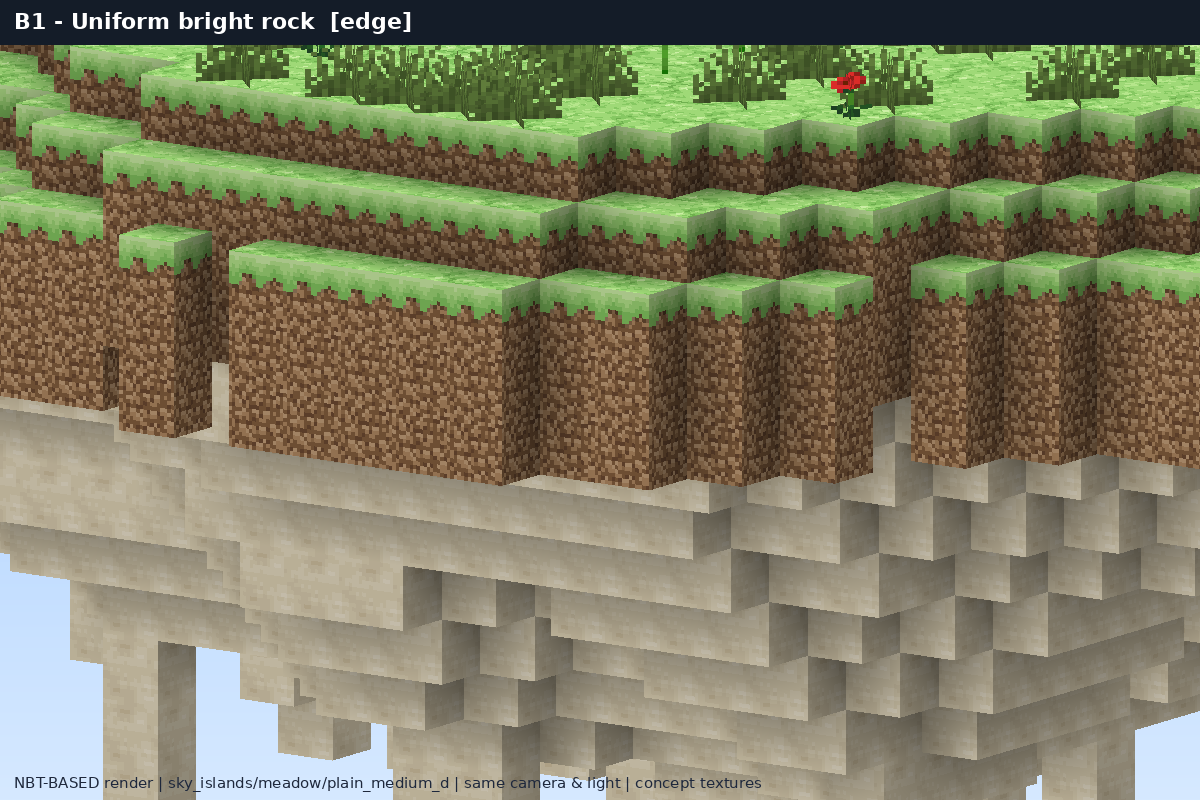 B1 - Uniform bright rock  [edge]
NBT-BASED render | sky_islands/meadow/plain_medium_d | same camera & light | concept textures